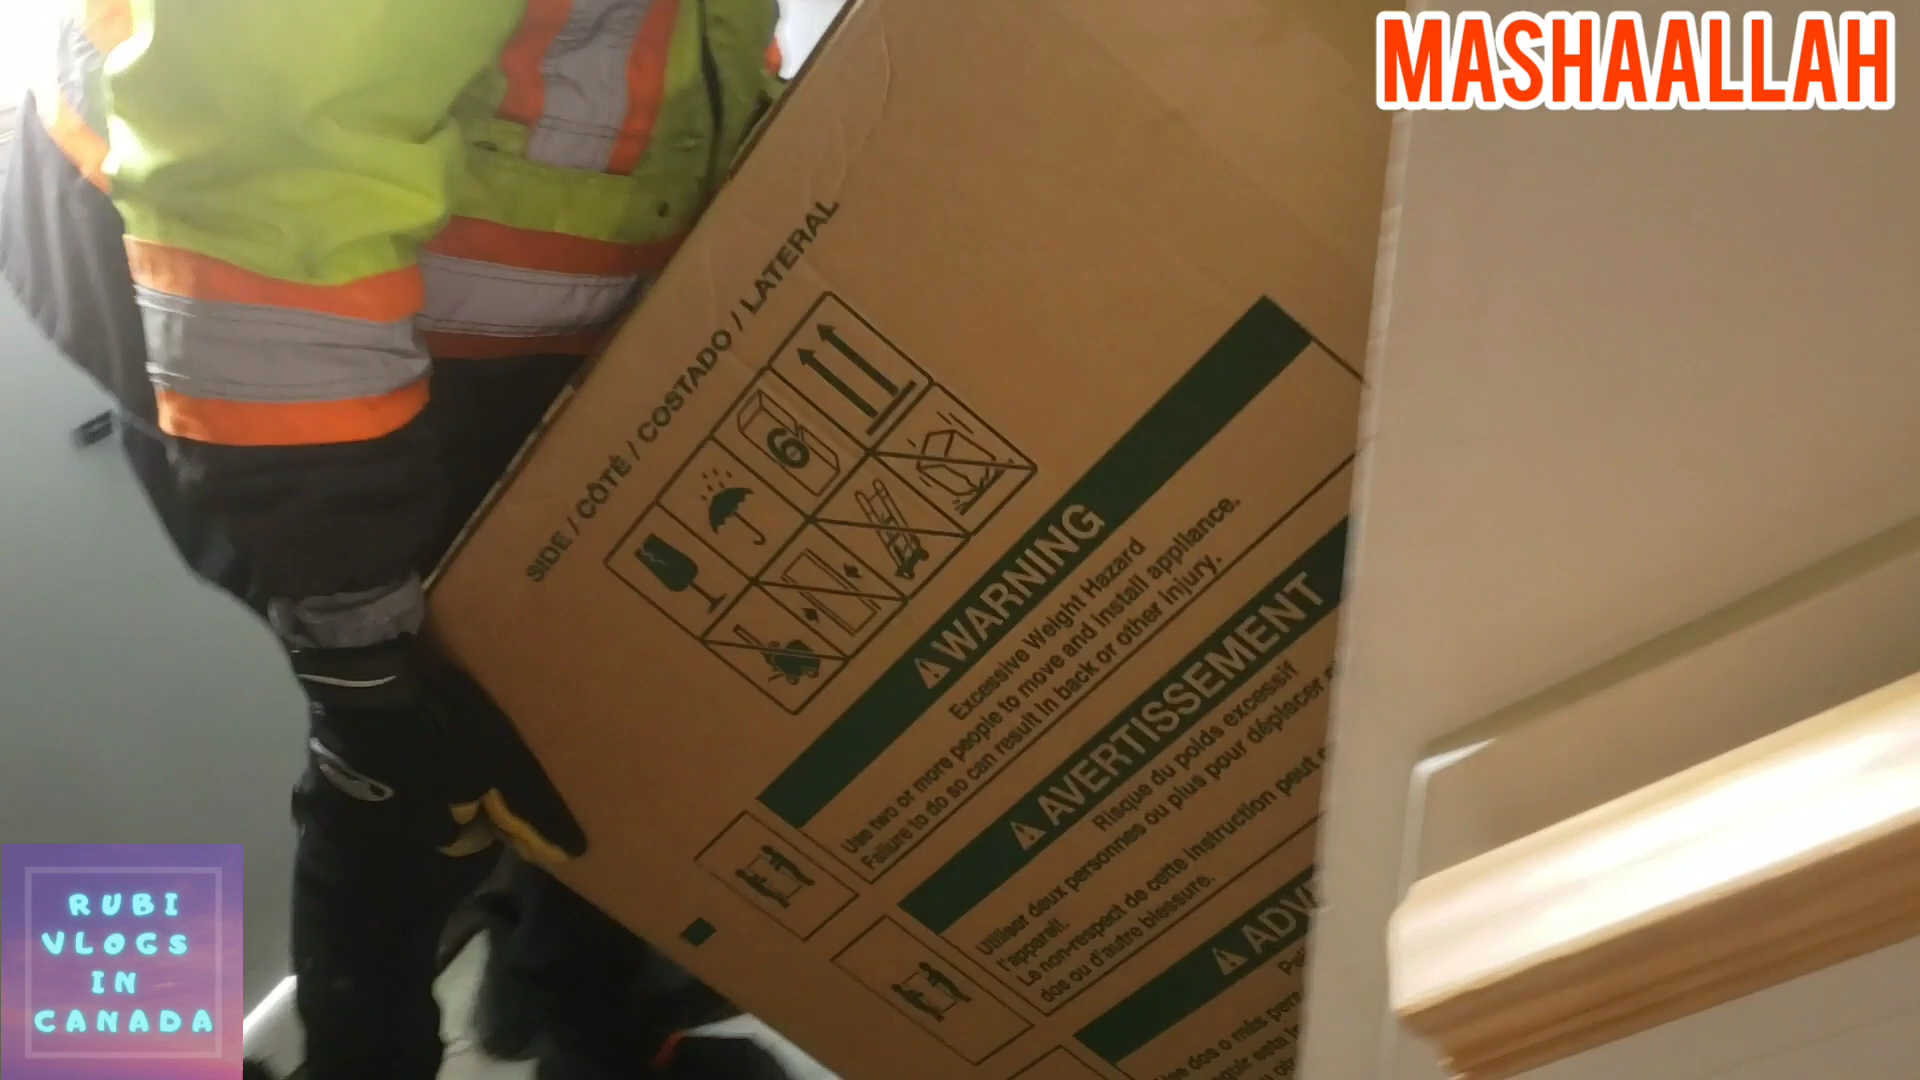 MASHAALLAH
SIDE / CÔTÉ / COSTADO / LATERAL
6
WARNING
Excessive Weight Hazard
Use two or more people to move and install appliance.
Failure to do so can result in back or other injury.
AVERTISSEMENT
Risque du poids excessif
Utiliser deux personnes ou plus pour déplacer
l'appareil.
Le non-respect de cette instruction peut
dos ou d'autre blessure.
RUBI
VLOGS
IN
CANADA